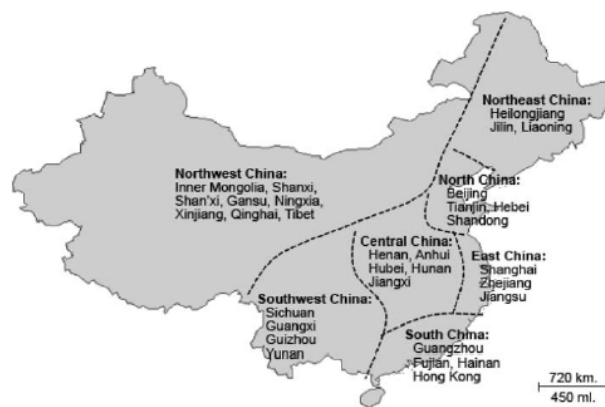 Northeast China:
Heilongjiang
Jilin, Liaoning
Northwest China:
Inner Mongolia, Shanxi,
Shan'xi, Gansu, Ningxia,
Xinjiang, Qinghai, Tibet
North China:
Beijing
Tianjin, Hebei
Shandong
Central China:
Henan, Anhui
Hubei, Hunan
Jiangxi
East China:
Shanghai
Zhejiang
Jiangsu
Southwest China:
Sichuan
Guangxi
Guizhou
Yunan
South China:
Guangzhou
Fujian, Hainan
Hong Kong
720 km.
450 ml.